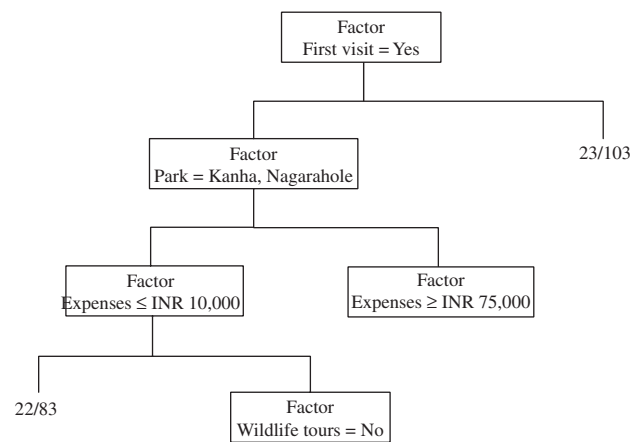 Factor
First visit = Yes
Factor
Park = Kanha, Nagarahole
23/103
Factor
Expenses ≤ INR 10,000
Factor
Expenses ≥ INR 75,000
22/83
Factor
Wildlife tours = No